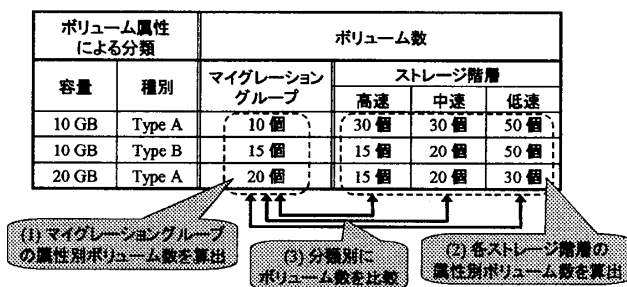 ボリューム属性
による分類
ボリューム数
容量
種別
マイグレーション
グループ
ストレージ階層
高速
中速
低速
10 GB Type A 10 個 30 個 30 個 50 個
10 GB Type B 15 個 15 個 20 個 50 個
20 GB Type A 20 個 15 個 20 個 30 個
(1) マイグレーショングループ
の属性別ボリューム数を算出
(3) 分類別に
ボリューム数を比較
(2) 各ストレージ階層の
属性別ボリューム数を算出